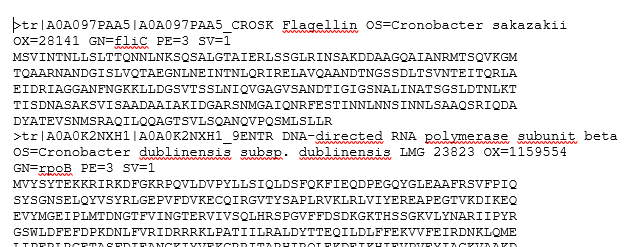 >tr|A0A097PAA5|A0A097PAA5_CROSK Flagellin OS=Cronobacter sakazakii
OX=28141 GN=fliC PE=3 SV=1
MSVINTNLLSLTTQNNLNKSQSALGTAIERLSSGLRINSAKDDAAGQAIANRMTSQVKGM
TQAARNANDGISLVQTAEGNLNEINTNLQRIRELAVQAANDTNGSSDLTSVNTEITQRLA
EIDRIAGGANFNGKKLLDGSVTSSLNIQVGAGVSANDTIGIGSNALINATSGSLDTNLKT
TISDNASAKSVISAADAAIAKIDGARSNMGAIQNRFESTINNLNNSINNLSAAQSRIQDA
DYATEVSNMSRAQILQQAGTSVLSQANQVPQSMLSLLR
>tr|A0A0K2NXH1|A0A0K2NXH1_9ENTR DNA-directed RNA polymerase subunit beta
OS=Cronobacter dublinensis subsp. dublinensis LMG 23823 OX=1159554
GN=rpoB PE=3 SV=1
MVYSYTEKKRIRKDFGKRPQVLDVPYLLSIQLDSFQKFIEQDPEGQYGLEAAFRSVFPIQ
SYSGNSELQYVSYRLGEPVFDVKECQIRGVTYSAPLRVKLRLVIYEREAPEGTVKDIKEQ
EVYMGEIPLMTDNGTFVINGTERVIVSQLHRSPGVFFDSDKGKTHSSGKVLYNARIIPYR
GSWLDFEFDPKDNLFVRIDRRRKLPATIILRALDYTTEQILDLFFEKVVFEIRDNKLQME